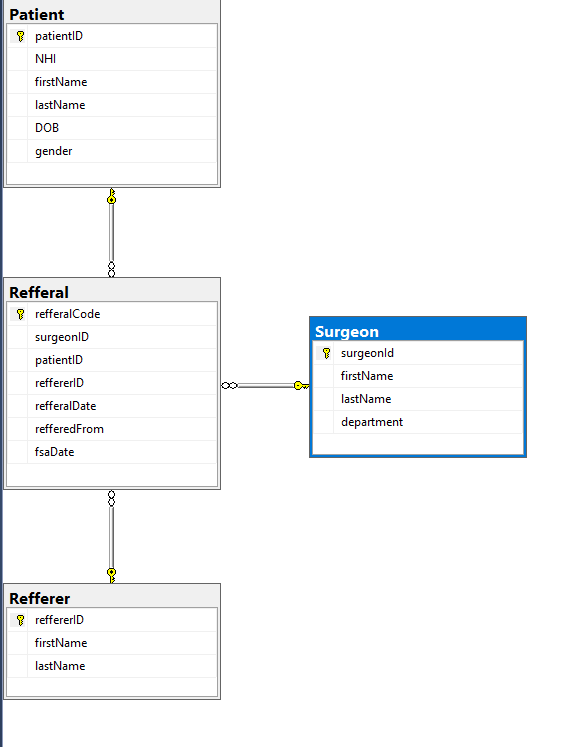 Patient
patientID
NHI
firstName
lastName
DOB
gender
Refferal
refferalCode
surgeonID
patientID
reffererID
refferalDate
refferedFrom
fsaDate
Surgeon
surgeonId
firstName
lastName
department
Refferer
reffererID
firstName
lastName